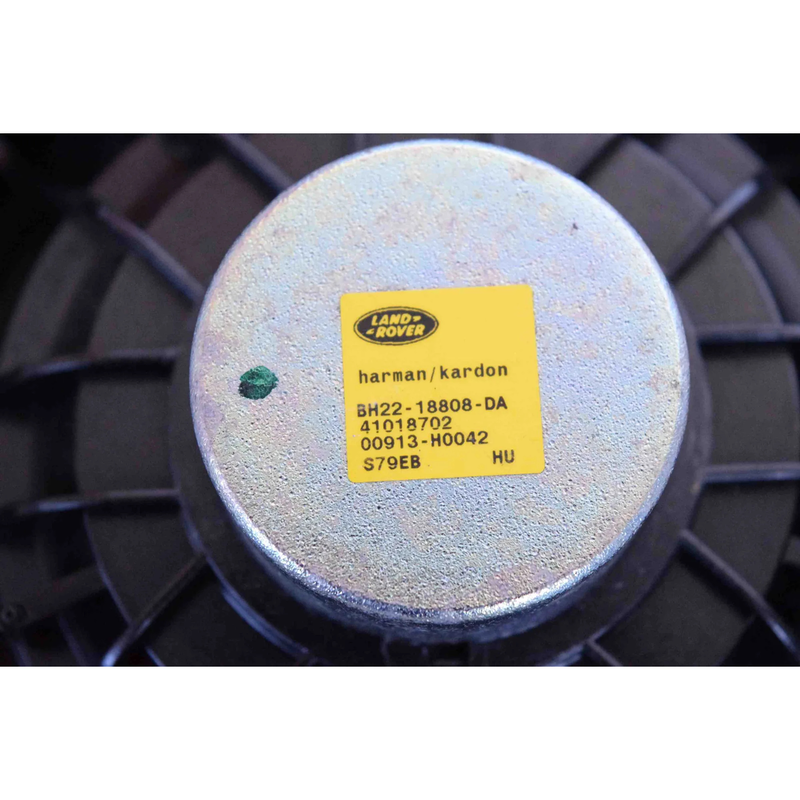 LAND
ROVER
harman/kardon
BH22-18808-DA
41018702
00913-H0042
S79EB HU